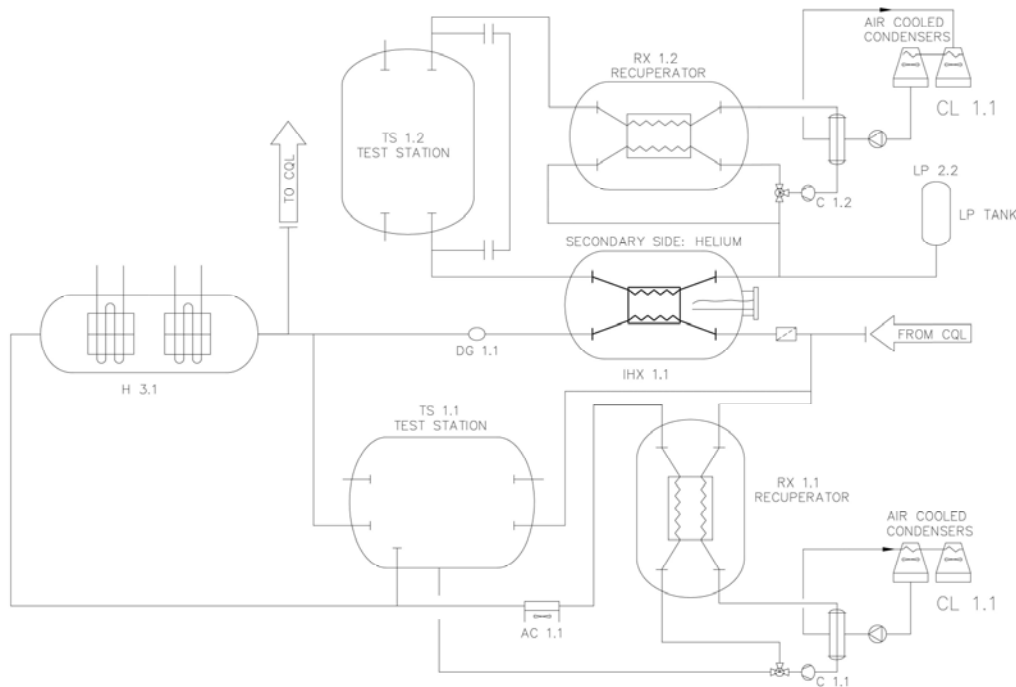 AIR COOLED
CONDENSERS
CL 1.1
RX 1.2
RECUPERATOR
TS 1.2
TEST STATION
TO CQL
LP 2.2
LP TANK
C 1.2
SECONDARY SIDE: HELIUM
DG 1.1
IHX 1.1
FROM CQL
H 3.1
TS 1.1
TEST STATION
RX 1.1
RECUPERATOR
AIR COOLED
CONDENSERS
CL 1.1
AC 1.1
C 1.1